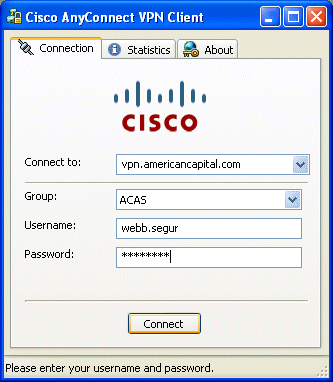 Cisco AnyConnect VPN Client
Connection Statistics About
CISCO
Connect to: vpn.americancapital.com
Group: ACAS
Username: webb.segur
Password: ********
Connect
Please enter your username and password.